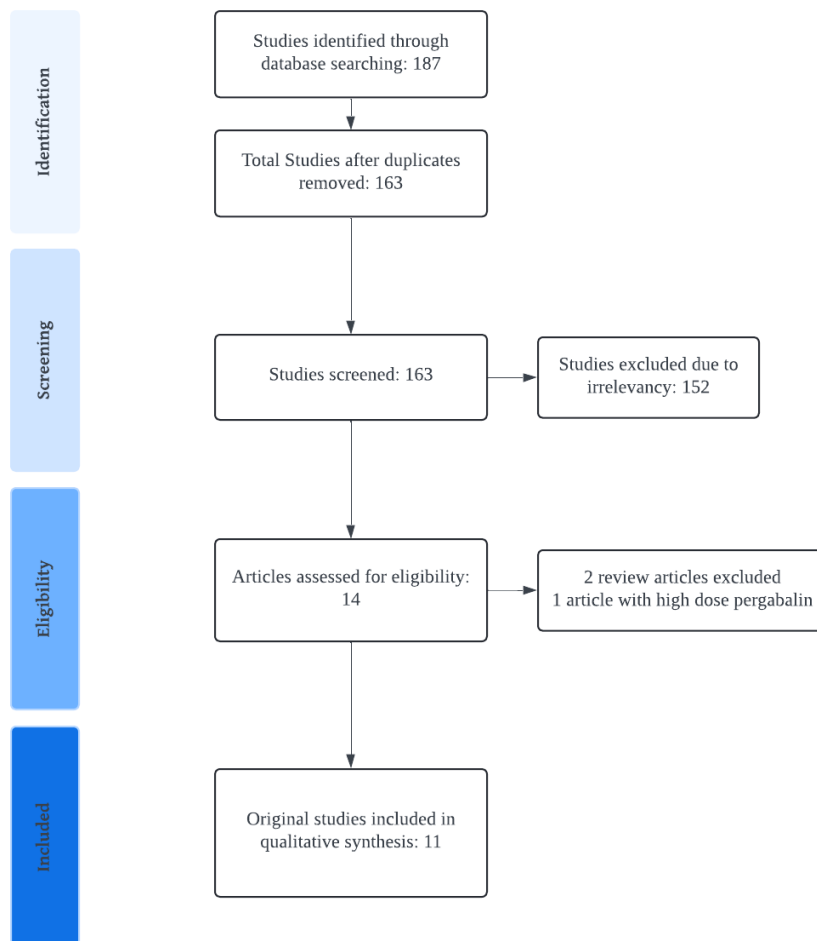 Identification
Studies identified through
database searching: 187
Total Studies after duplicates
removed: 163
Screening
Studies screened: 163
Studies excluded due to
irrelevancy: 152
Eligibility
Articles assessed for eligibility:
14
2 review articles excluded
1 article with high dose pergabalin
Included
Original studies included in
qualitative synthesis: 11